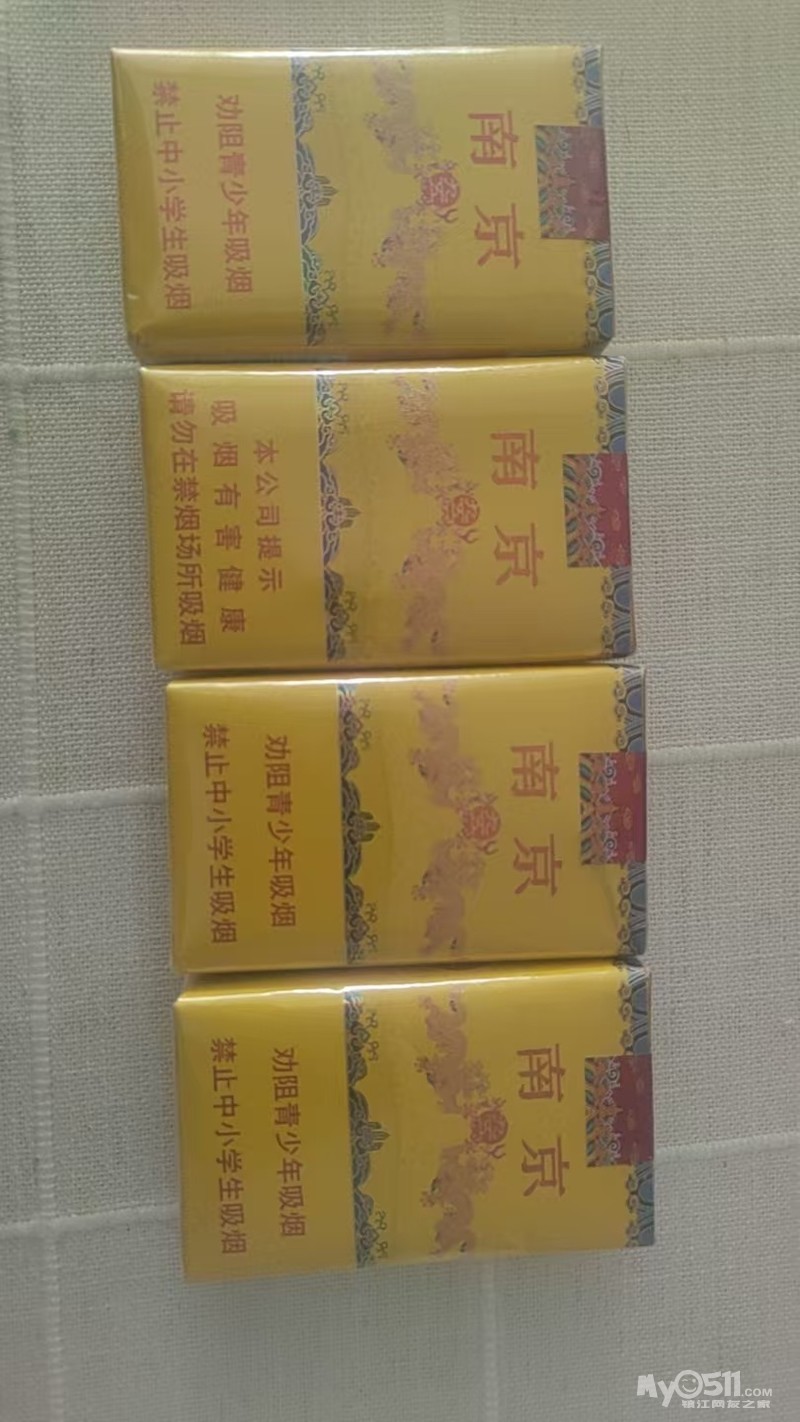 南京
劝阻青少年吸烟
禁止中小学生吸烟
南京
本公司提示
吸烟有害健康
请勿在禁烟场所吸烟
南京
劝阻青少年吸烟
禁止中小学生吸烟
南京
劝阻青少年吸烟
禁止中小学生吸烟
My0511.com
镇江网友之家